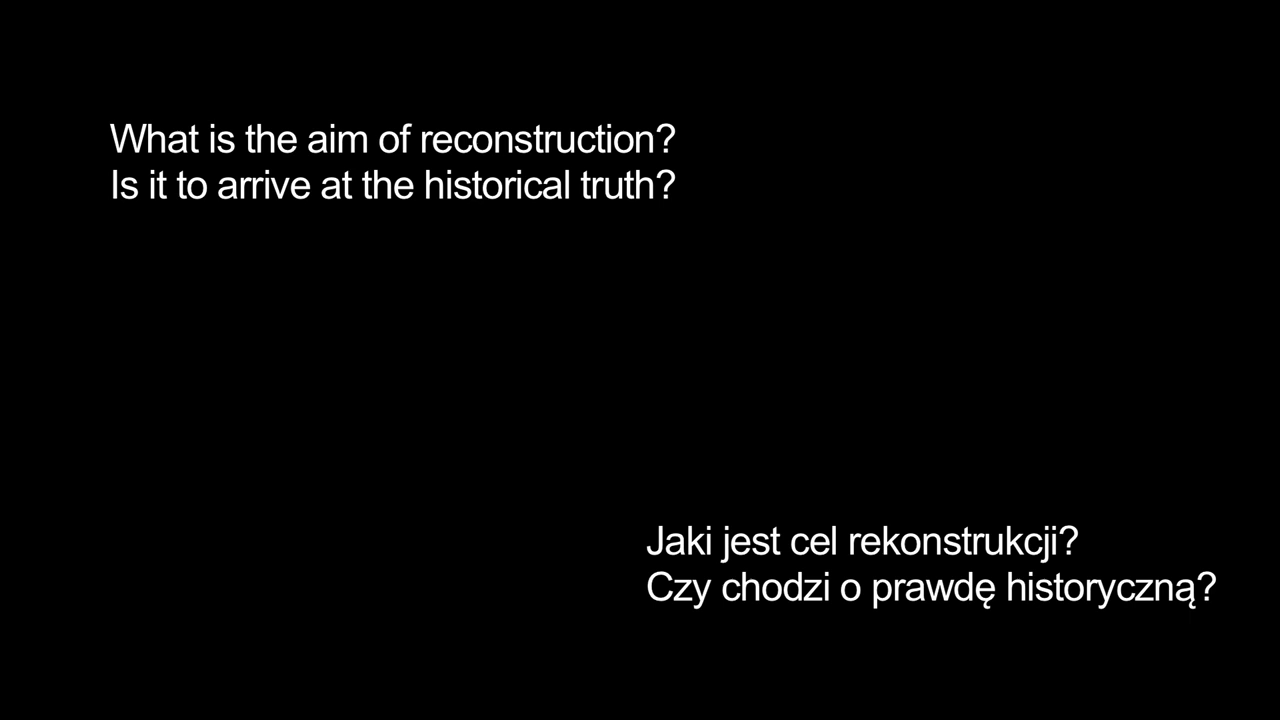 What is the aim of reconstruction?
Is it to arrive at the historical truth?
Jaki jest cel rekonstrukcji?
Czy chodzi o prawdę historyczną?